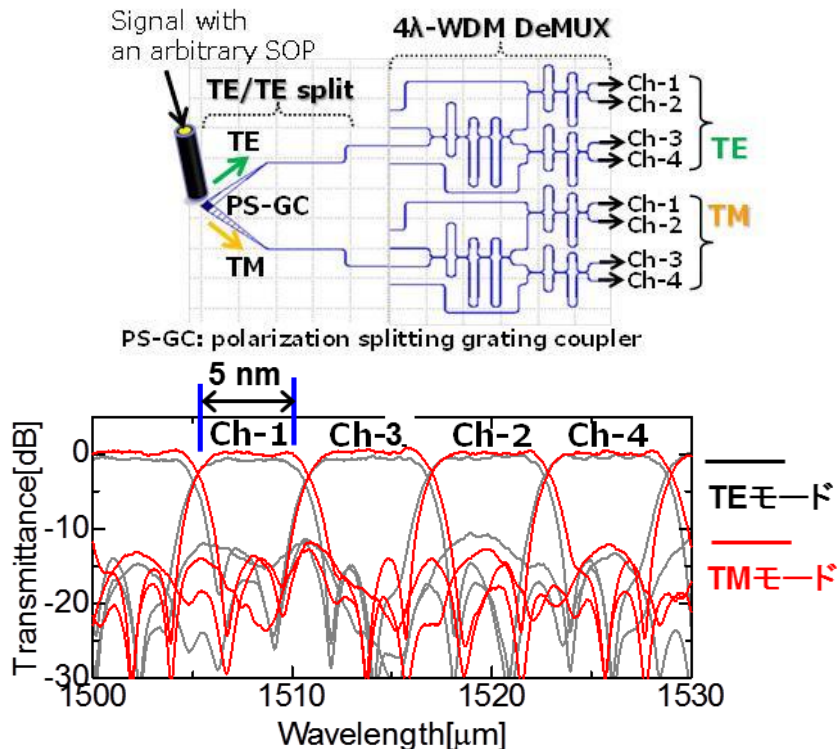 Signal with
an arbitrary SOP
4λ-WDM DeMUX
TE/TE split
TE
PS-GC
TM
Ch-1
Ch-2
Ch-3
Ch-4
TE
Ch-1
Ch-2
Ch-3
Ch-4
TM
PS-GC: polarization splitting grating coupler
5 nm
Ch-1 Ch-3 Ch-2 Ch-4
Transmittance[dB]
0
-10
-20
-30
1500 1510 1520 1530
Wavelength[μm]
TEモード
TMモード